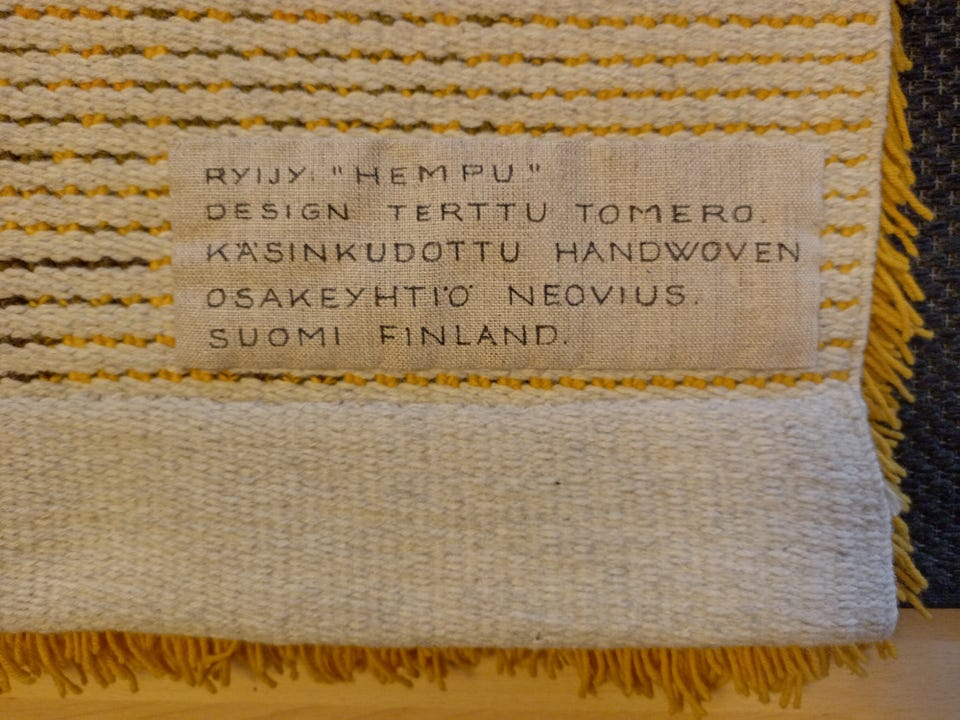 RYIJY "HEMPU"
DESIGN TERTTU TOMERO.
KÄSINKUDOTTU HANDWOVEN
OSAKEYHTIÖ NEOVIUS.
SUOMI FINLAND.